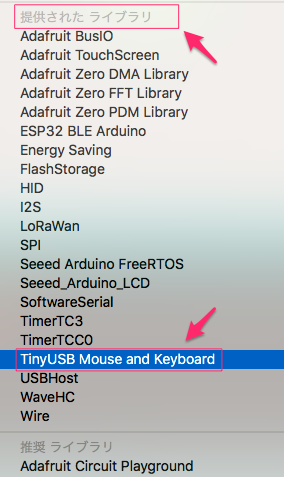 提供された ライブラリ
Adafruit BusIO
Adafruit TouchScreen
Adafruit Zero DMA Library
Adafruit Zero FFT Library
Adafruit Zero PDM Library
ESP32 BLE Arduino
Energy Saving
FlashStorage
HID
I2S
LoRaWan
SPI
Seeed Arduino FreeRTOS
Seeed_Arduino_LCD
SoftwareSerial
TimerTC3
TimerTCC0
TinyUSB Mouse and Keyboard
USBHost
WaveHC
Wire
推奨 ライブラリ
Adafruit Circuit Playground